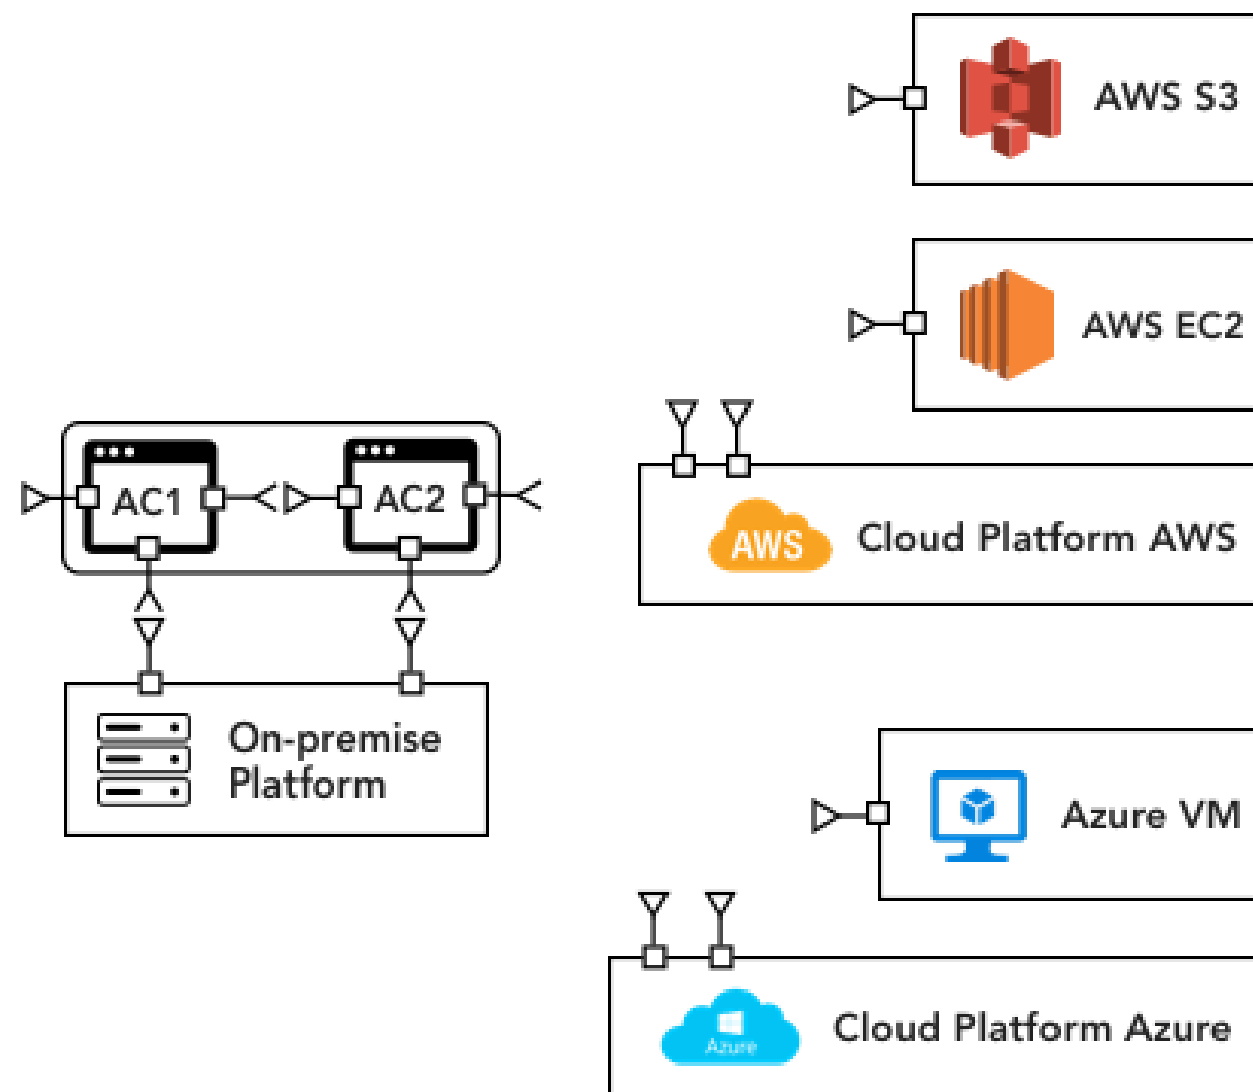 AWS S3
AWS EC2
AC1
AC2
AWS
Cloud Platform AWS
On-premise
Platform
Azure VM
Azure
Cloud Platform Azure